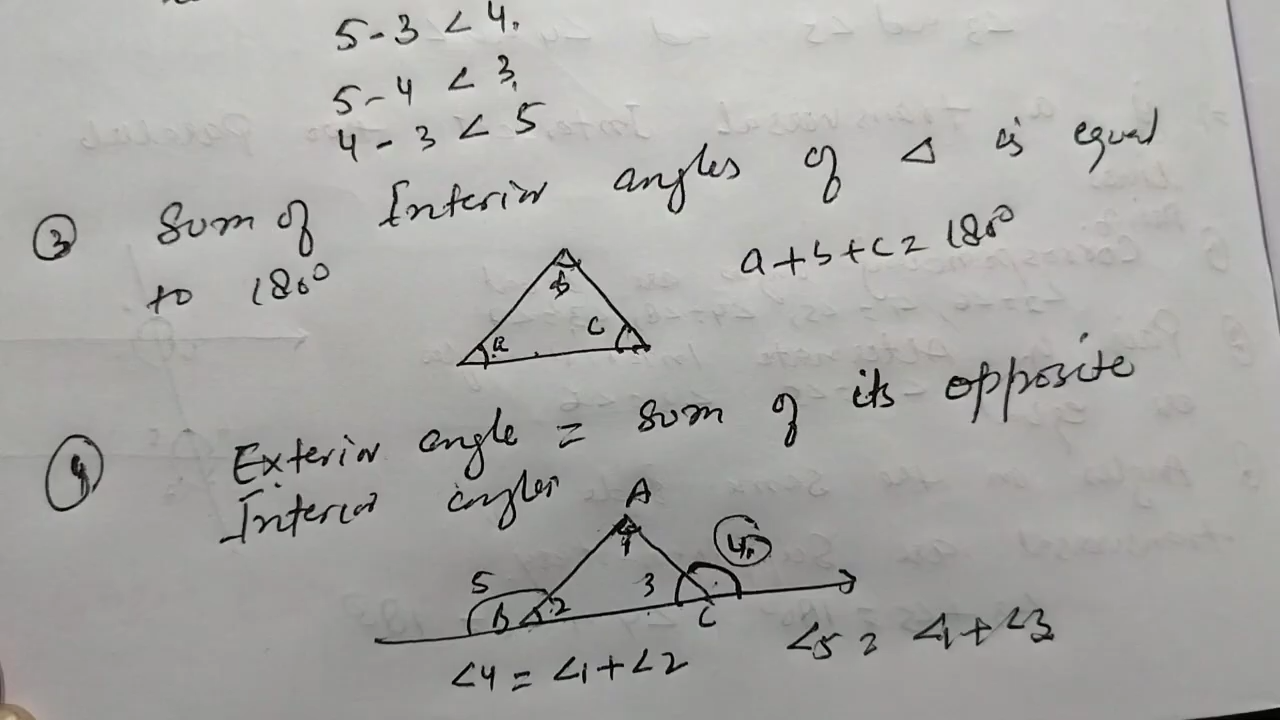 5 - 3 < 4.
5 - 4 < 3.
4 - 3 < 5
③ Sum of Interior angles of △ is equal
to 180°
a + b + c = 180°
b
a
c
④ Exterior angle = sum of its opposite
Interior angles
A
1
4
5
B
2
3
C
∠4 = ∠1 + ∠2
∠5 = ∠1 + ∠3